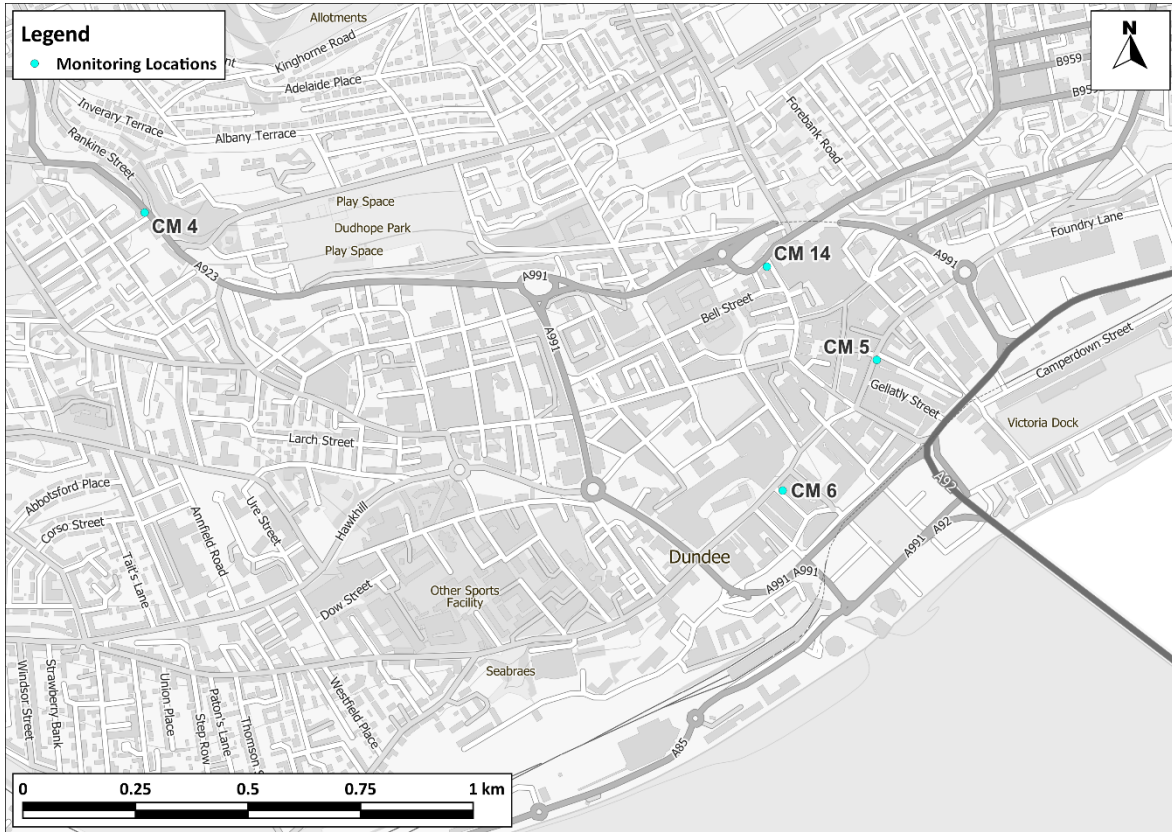 Legend
Monitoring Locations
N
Allotments
Kinghorne Road
Adelaide Place
Inverary Terrace
Albany Terrace
Rankine Street
Forebank Road
B959
B959
Play Space
Dudhope Park
Play Space
CM 4
A923
A991
Foundry Lane
A991
CM 14
Bell Street
A991
CM 5
Gellatly Street
Camperdown Street
Victoria Dock
Larch Street
Abbotsford Place
Corso Street
Tait's Lane
Annfield Road
Ure Street
Hawkhill
CM 6
A92
Dundee
Dow Street
Other Sports
Facility
A991
A991
A991
A92
Seabraes
Windsor Street
Strawberry Bank
Union Place
Paton's Lane
Step Row
Thomson S
Westfield Place
A85
0 0.25 0.5 0.75 1 km